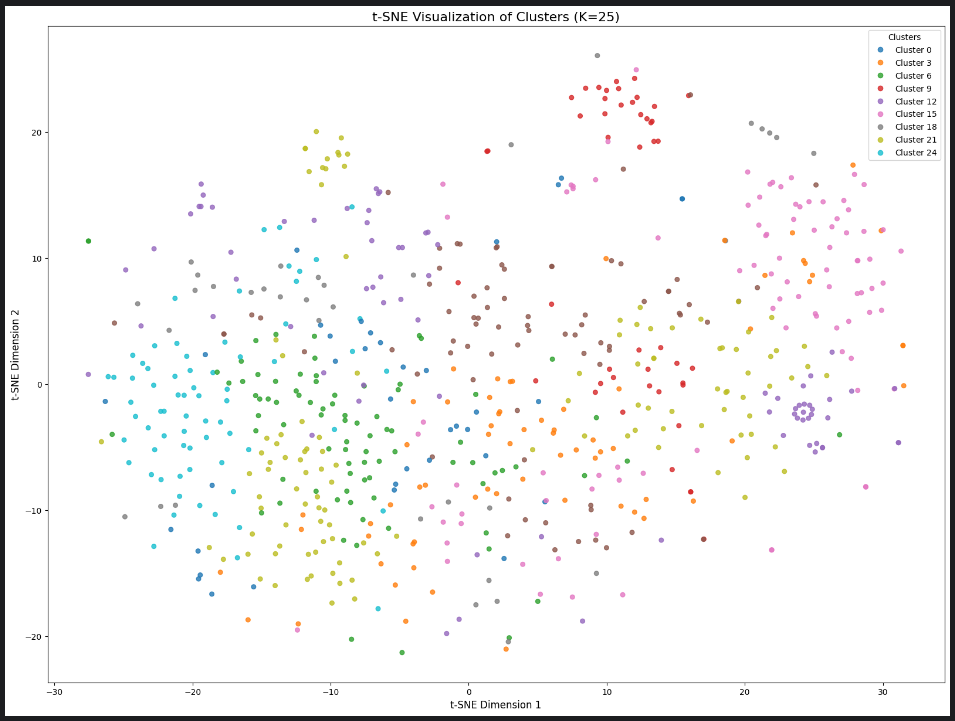 t-SNE Visualization of Clusters (K=25)
Clusters
Cluster 0
Cluster 3
Cluster 6
Cluster 9
Cluster 12
Cluster 15
Cluster 18
Cluster 21
Cluster 24
t-SNE Dimension 2
20
10
0
−10
−20
−30 −20 −10 0 10 20 30
t-SNE Dimension 1